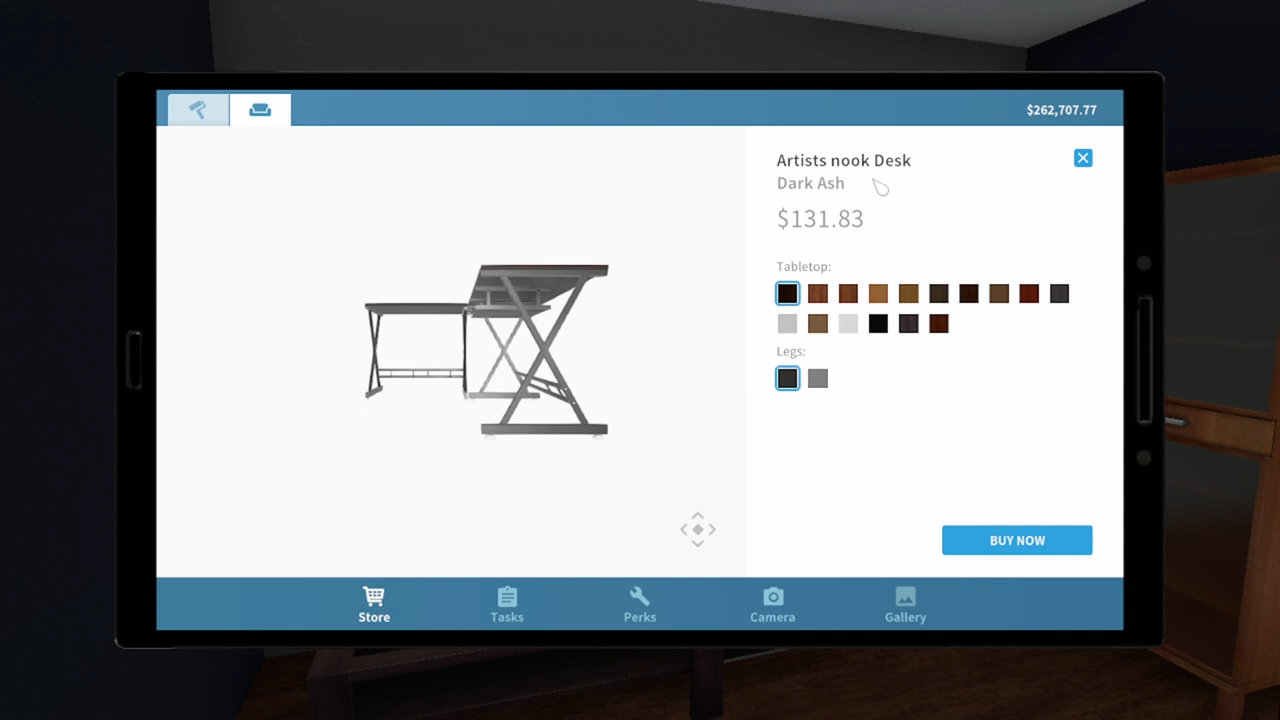 $262,707.77
Artists nook Desk
Dark Ash
$131.83
Tabletop:
Legs:
BUY NOW
Store
Tasks
Perks
Camera
Gallery